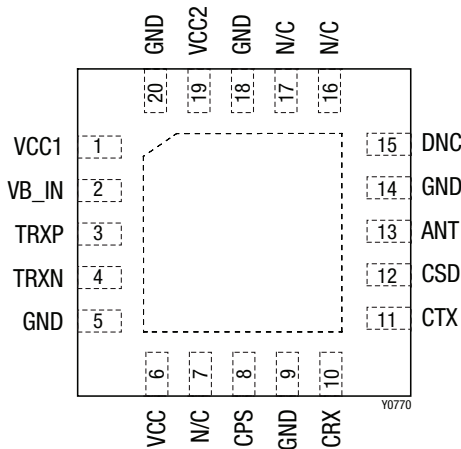 GND VCC2 GND N/C N/C
20 19 18 17 16
VCC1 1 15 DNC
VB_IN 2 14 GND
TRXP 3 13 ANT
TRXN 4 12 CSD
GND 5 11 CTX
6 7 8 9 10
VCC N/C CPS GND CRX
Y0770